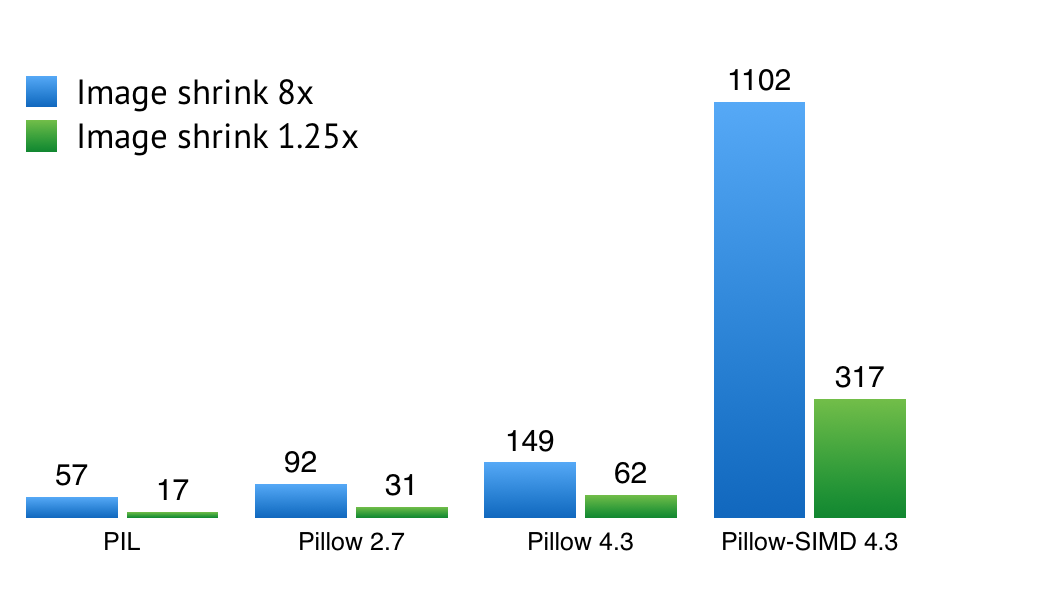 Image shrink 8x
Image shrink 1.25x
1102
317
149
62
92
31
57
17
PIL
Pillow 2.7
Pillow 4.3
Pillow-SIMD 4.3